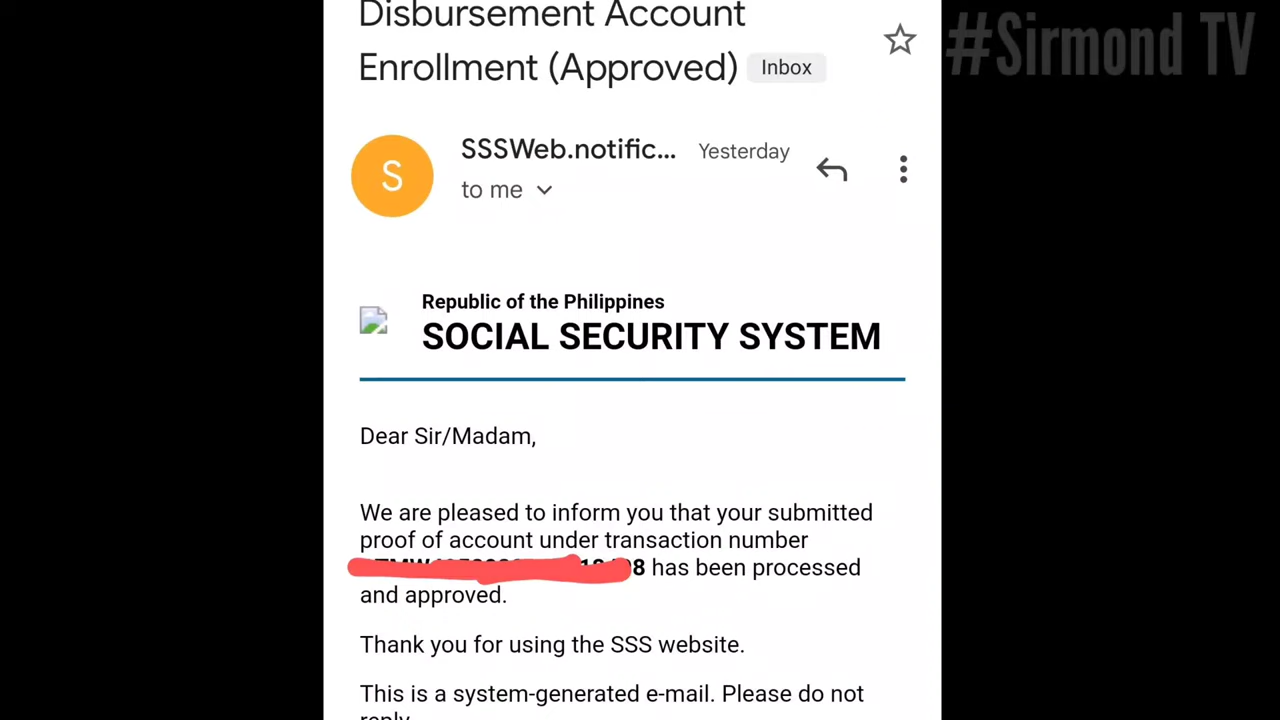 #Sirmond TV
Disbursement Account
Enrollment (Approved) Inbox
S
SSSWeb.notific... Yesterday
to me
Republic of the Philippines
SOCIAL SECURITY SYSTEM
Dear Sir/Madam,
We are pleased to inform you that your submitted
proof of account under transaction number
8 has been processed
and approved.
Thank you for using the SSS website.
This is a system-generated e-mail. Please do not
reply